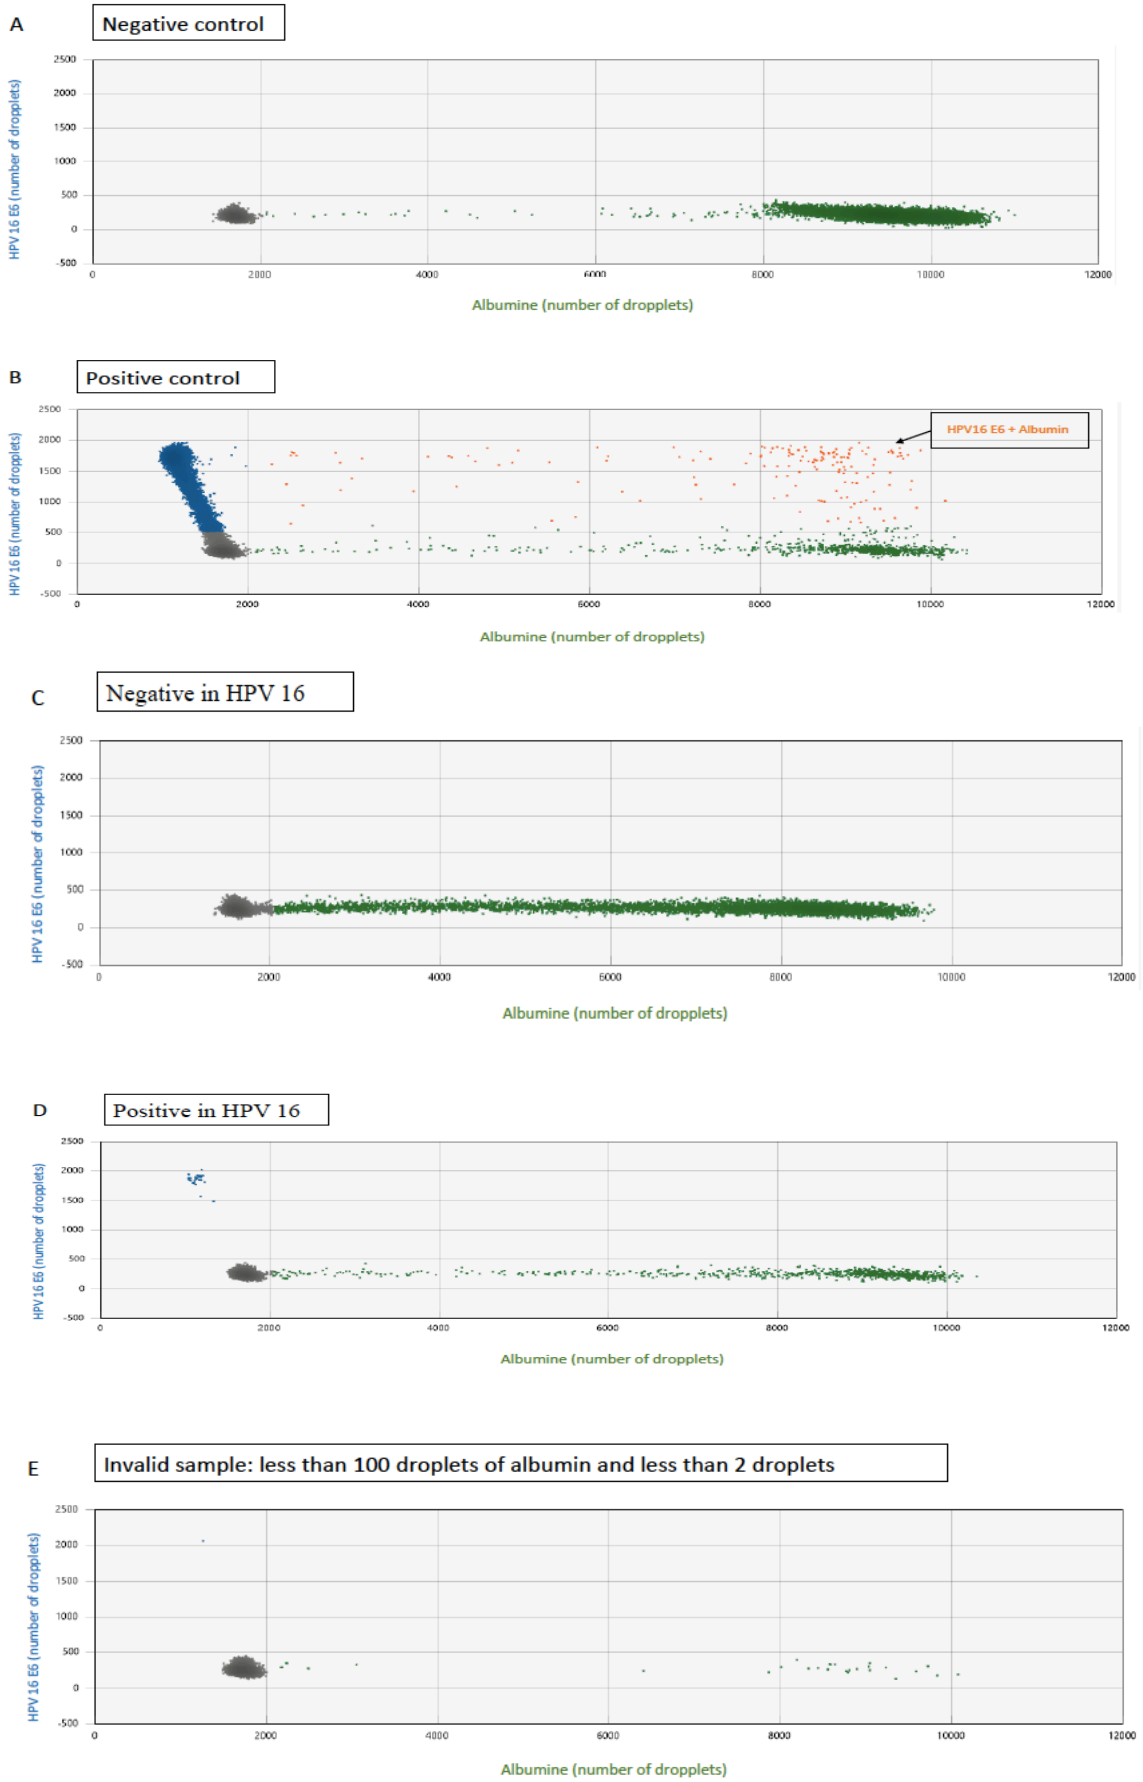 A
Negative control
HPV 16 E6 (number of dropplets)
2500
2000
1500
1000
500
0
-500
0 2000 4000 6000 8000 10000 12000
Albumine (number of dropplets)
B
Positive control
HPV16 E6 (number of dropplets)
2500
2000
1500
1000
500
0
-500
HPV16 E6 + Albumin
0 2000 4000 6000 8000 10000 12000
Albumine (number of dropplets)
C
Negative in HPV 16
HPV 16 E6 (number of dropplets)
2500
2000
1500
1000
500
0
-500
0 2000 4000 6000 8000 10000 12000
Albumine (number of dropplets)
D
Positive in HPV 16
HPV 16 E6 (number of dropplets)
2500
2000
1500
1000
500
0
-500
0 2000 4000 6000 8000 10000 12000
Albumine (number of dropplets)
E
Invalid sample: less than 100 droplets of albumin and less than 2 droplets
HPV 16 E6 (number of dropplets)
2500
2000
1500
1000
500
0
-500
0 2000 4000 6000 8000 10000 12000
Albumine (number of dropplets)